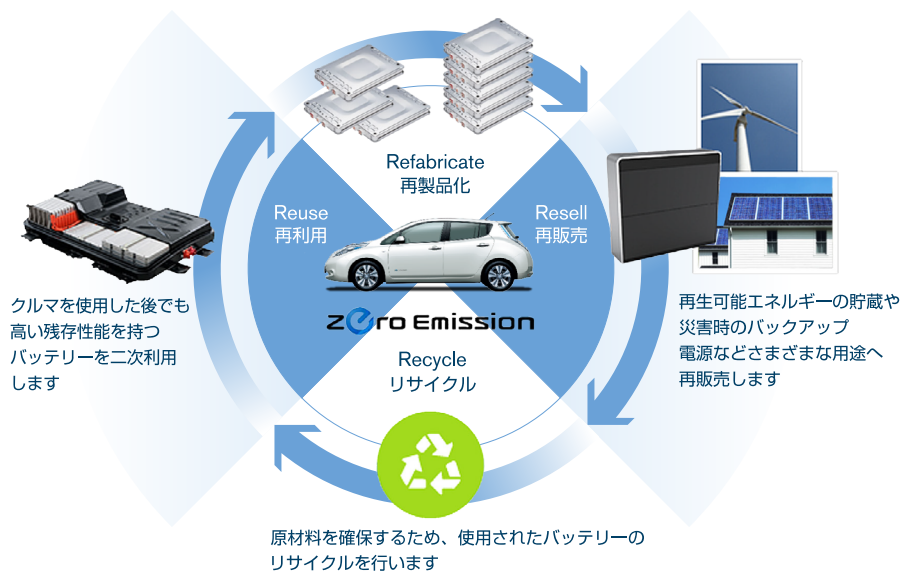 Refabricate
再製品化
Reuse
再利用
Resell
再販売
クルマを使用した後でも
高い残存性能を持つ
バッテリーを二次利用
します
再生可能エネルギーの貯蔵や
災害時のバックアップ
電源などさまざまな用途へ
再販売します
zero Emission
Recycle
リサイクル
原材料を確保するため、使用されたバッテリーの
リサイクルを行います